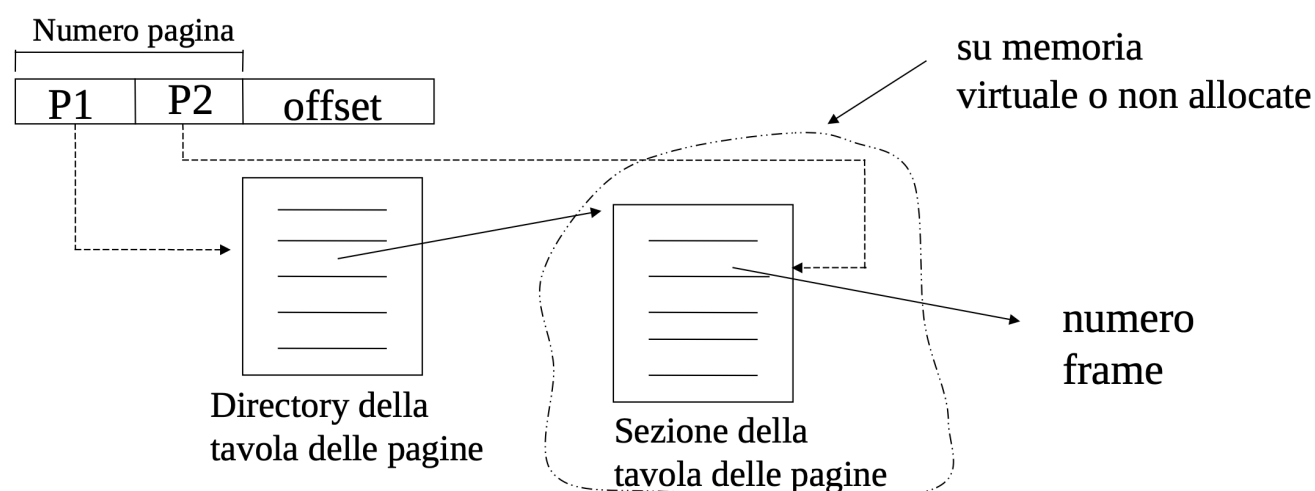 Numero pagina
P1 P2 offset
su memoria
virtuale o non allocate
numero
frame
Directory della
tavola delle pagine
Sezione della
tavola delle pagine